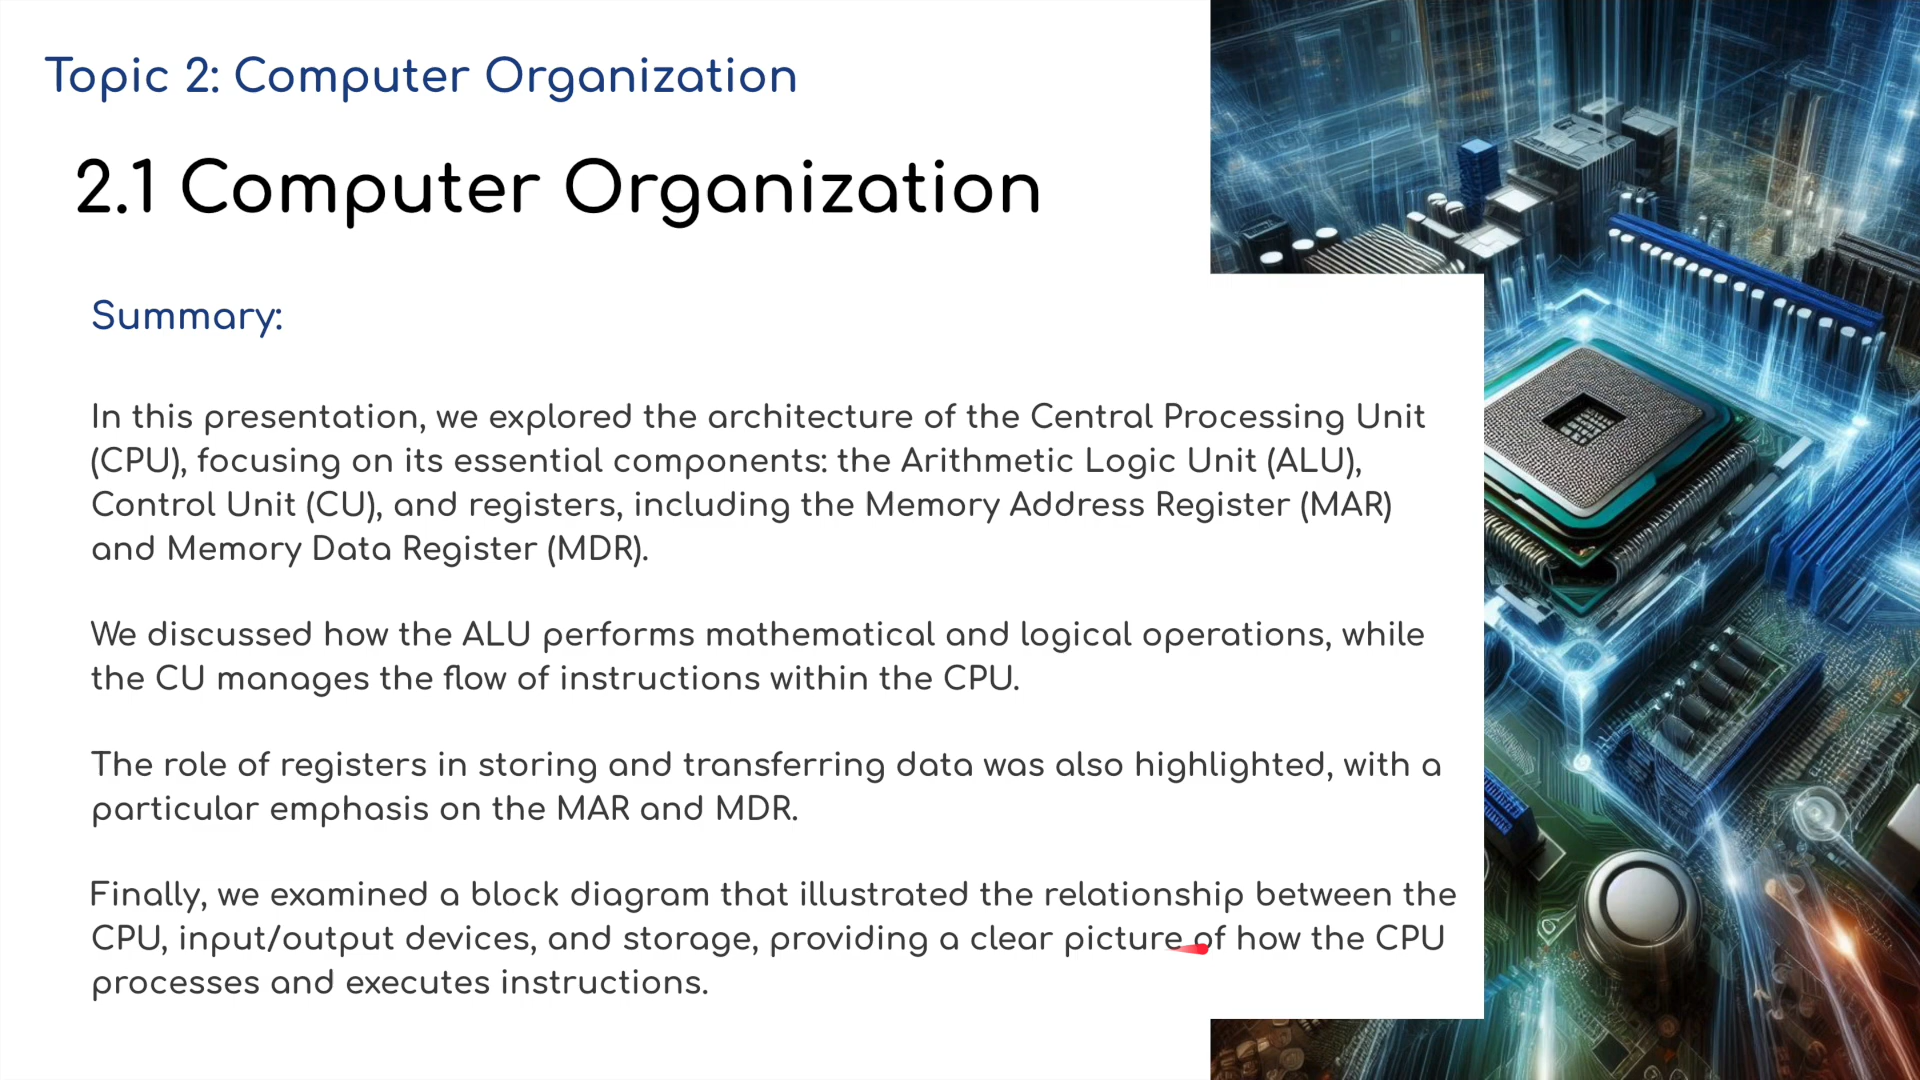 Topic 2: Computer Organization
2.1 Computer Organization
Summary:
In this presentation, we explored the architecture of the Central Processing Unit
(CPU), focusing on its essential components: the Arithmetic Logic Unit (ALU),
Control Unit (CU), and registers, including the Memory Address Register (MAR)
and Memory Data Register (MDR).
We discussed how the ALU performs mathematical and logical operations, while
the CU manages the flow of instructions within the CPU.
The role of registers in storing and transferring data was also highlighted, with a
particular emphasis on the MAR and MDR.
Finally, we examined a block diagram that illustrated the relationship between the
CPU, input/output devices, and storage, providing a clear picture of how the CPU
processes and executes instructions.